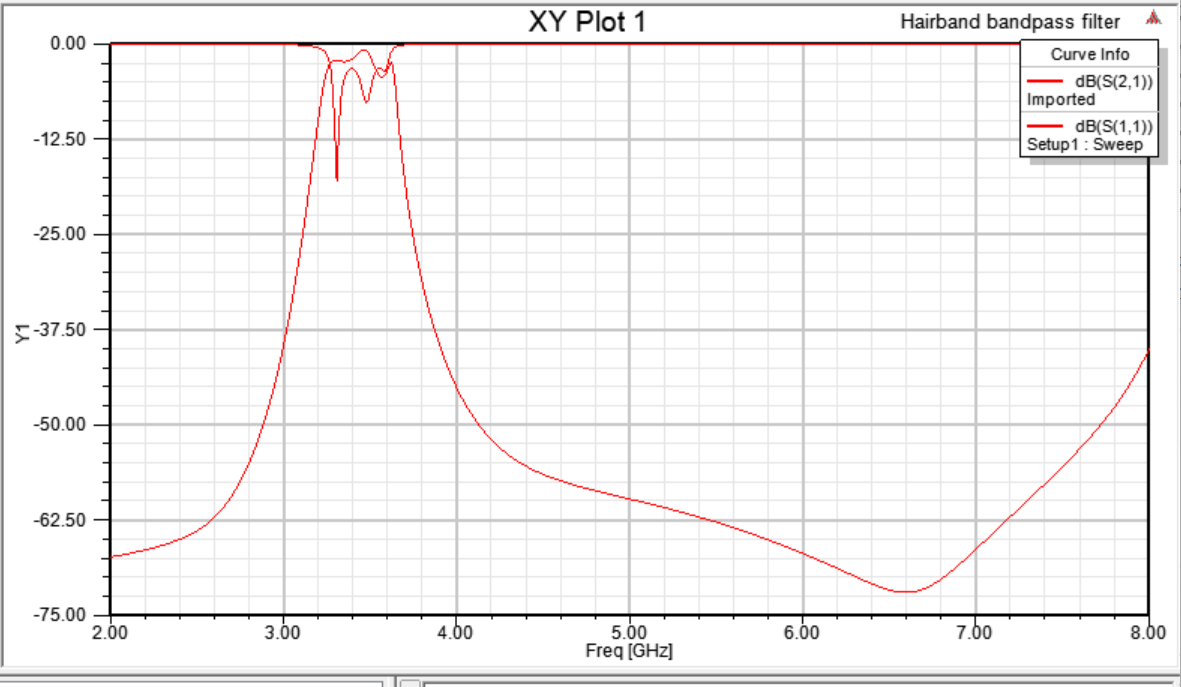 XY Plot 1
Hairband bandpass filter
Curve Info
dB(S(2,1))
Imported
dB(S(1,1))
Setup1 : Sweep
0.00
-12.50
-25.00
-37.50
-50.00
-62.50
-75.00
Y1
2.00 3.00 4.00 5.00 6.00 7.00 8.00
Freq [GHz]